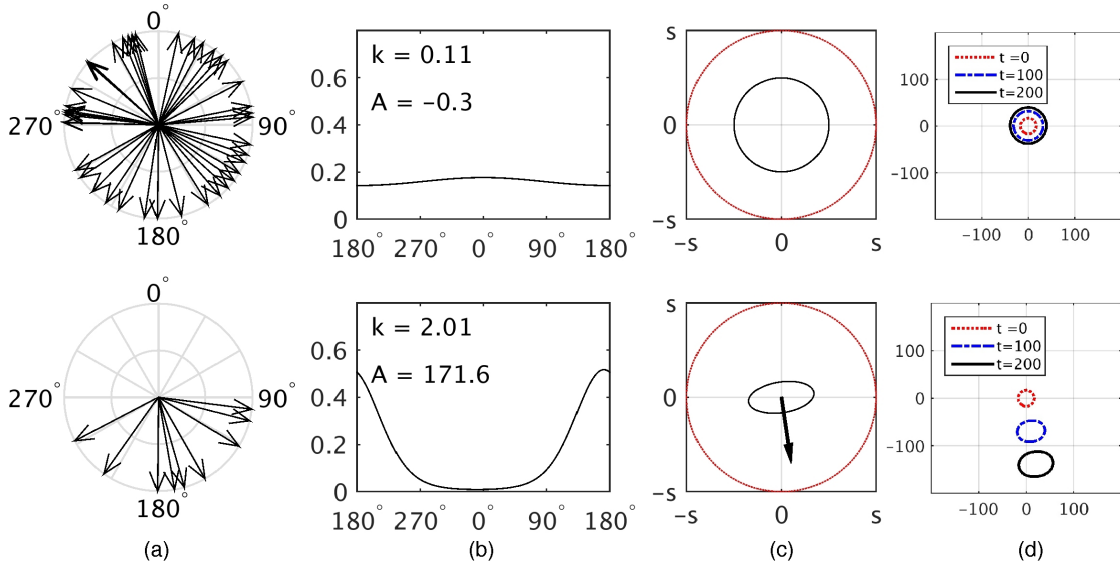 0°
90°
180°
270°
k = 0.11
A = –0.3
0.6
0.4
0.2
0
180° 270° 0° 90° 180°
s
0
–s
–s 0 s
t =0
t=100
t=200
100
0
–100
–100 0 100
0°
90°
180°
270°
k = 2.01
A = 171.6
0.6
0.4
0.2
0
180° 270° 0° 90° 180°
s
0
–s
–s 0 s
t =0
t=100
t=200
100
0
–100
–100 0 100
(a) (b) (c) (d)